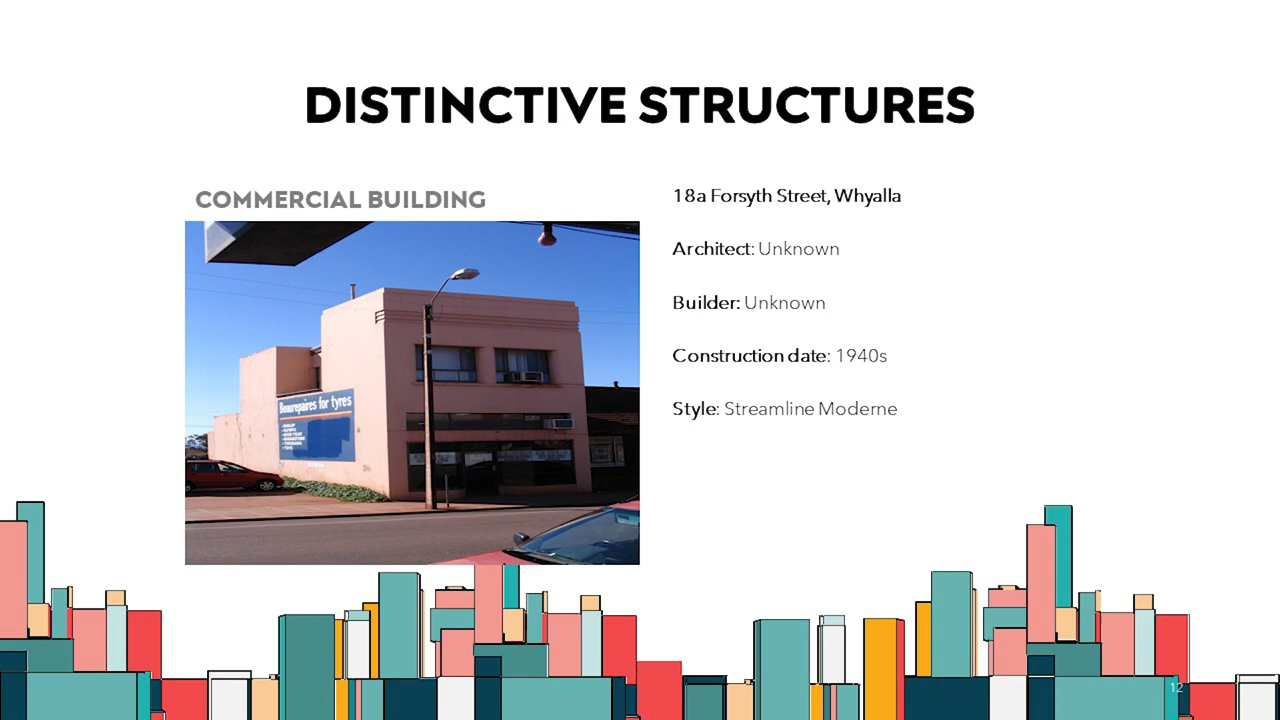 DISTINCTIVE STRUCTURES
COMMERCIAL BUILDING
Beaurepaires for tyres
18a Forsyth Street, Whyalla
Architect: Unknown
Builder: Unknown
Construction date: 1940s
Style: Streamline Moderne
12